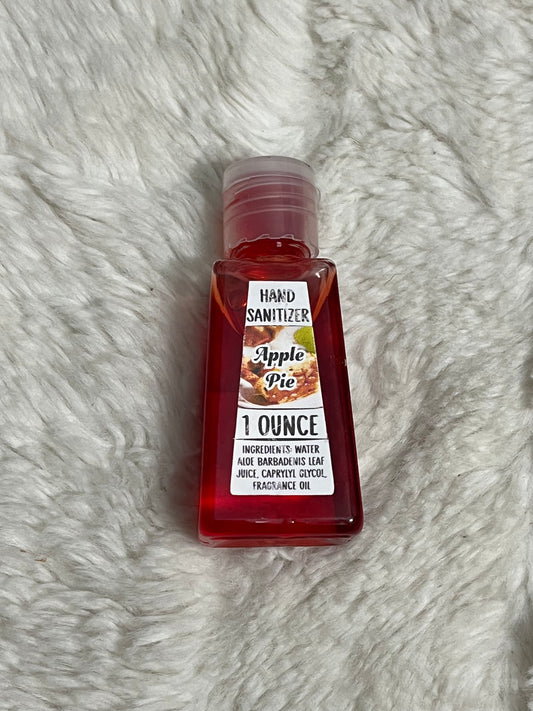 HAND
SANITIZER
Apple
Pie
1 OUNCE
INGREDIENTS: WATER
ALOE BARBADENIS LEAF
JUICE, CAPRYLYL GLYCOL,
FRAGRANCE OIL